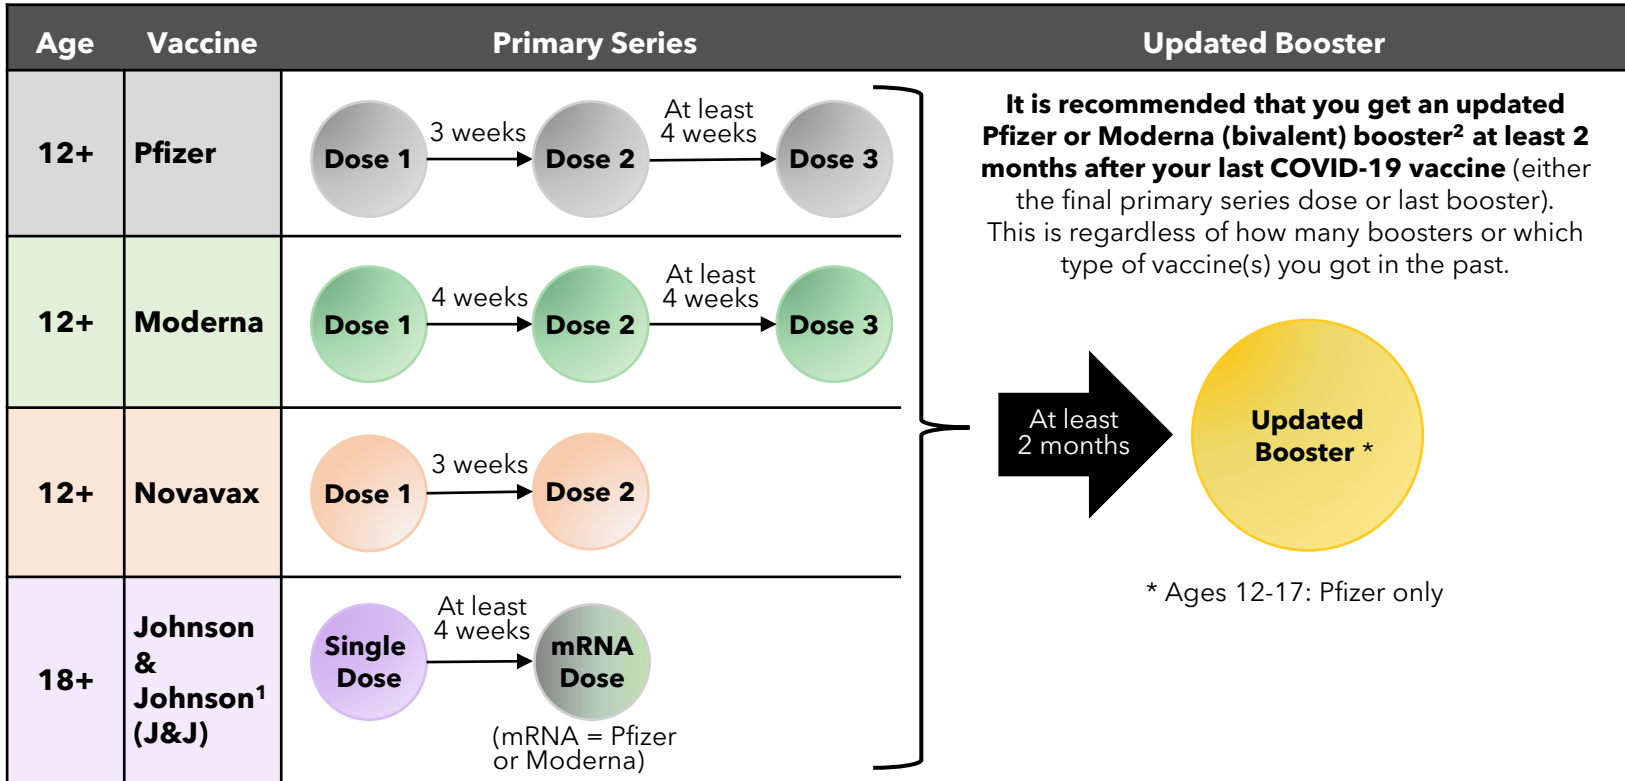 Age Vaccine Primary Series Updated Booster
12+ Pfizer
Dose 1
3 weeks
Dose 2
At least
4 weeks
Dose 3
12+ Moderna
Dose 1
4 weeks
Dose 2
At least
4 weeks
Dose 3
12+ Novavax
Dose 1
3 weeks
Dose 2
18+
Johnson
&
Johnson¹
(J&J)
Single
Dose
At least
4 weeks
mRNA
Dose
(mRNA = Pfizer
or Moderna)
It is recommended that you get an updated
Pfizer or Moderna (bivalent) booster² at least 2
months after your last COVID-19 vaccine (either
the final primary series dose or last booster).
This is regardless of how many boosters or which
type of vaccine(s) you got in the past.
At least
2 months
Updated
Booster *
* Ages 12-17: Pfizer only